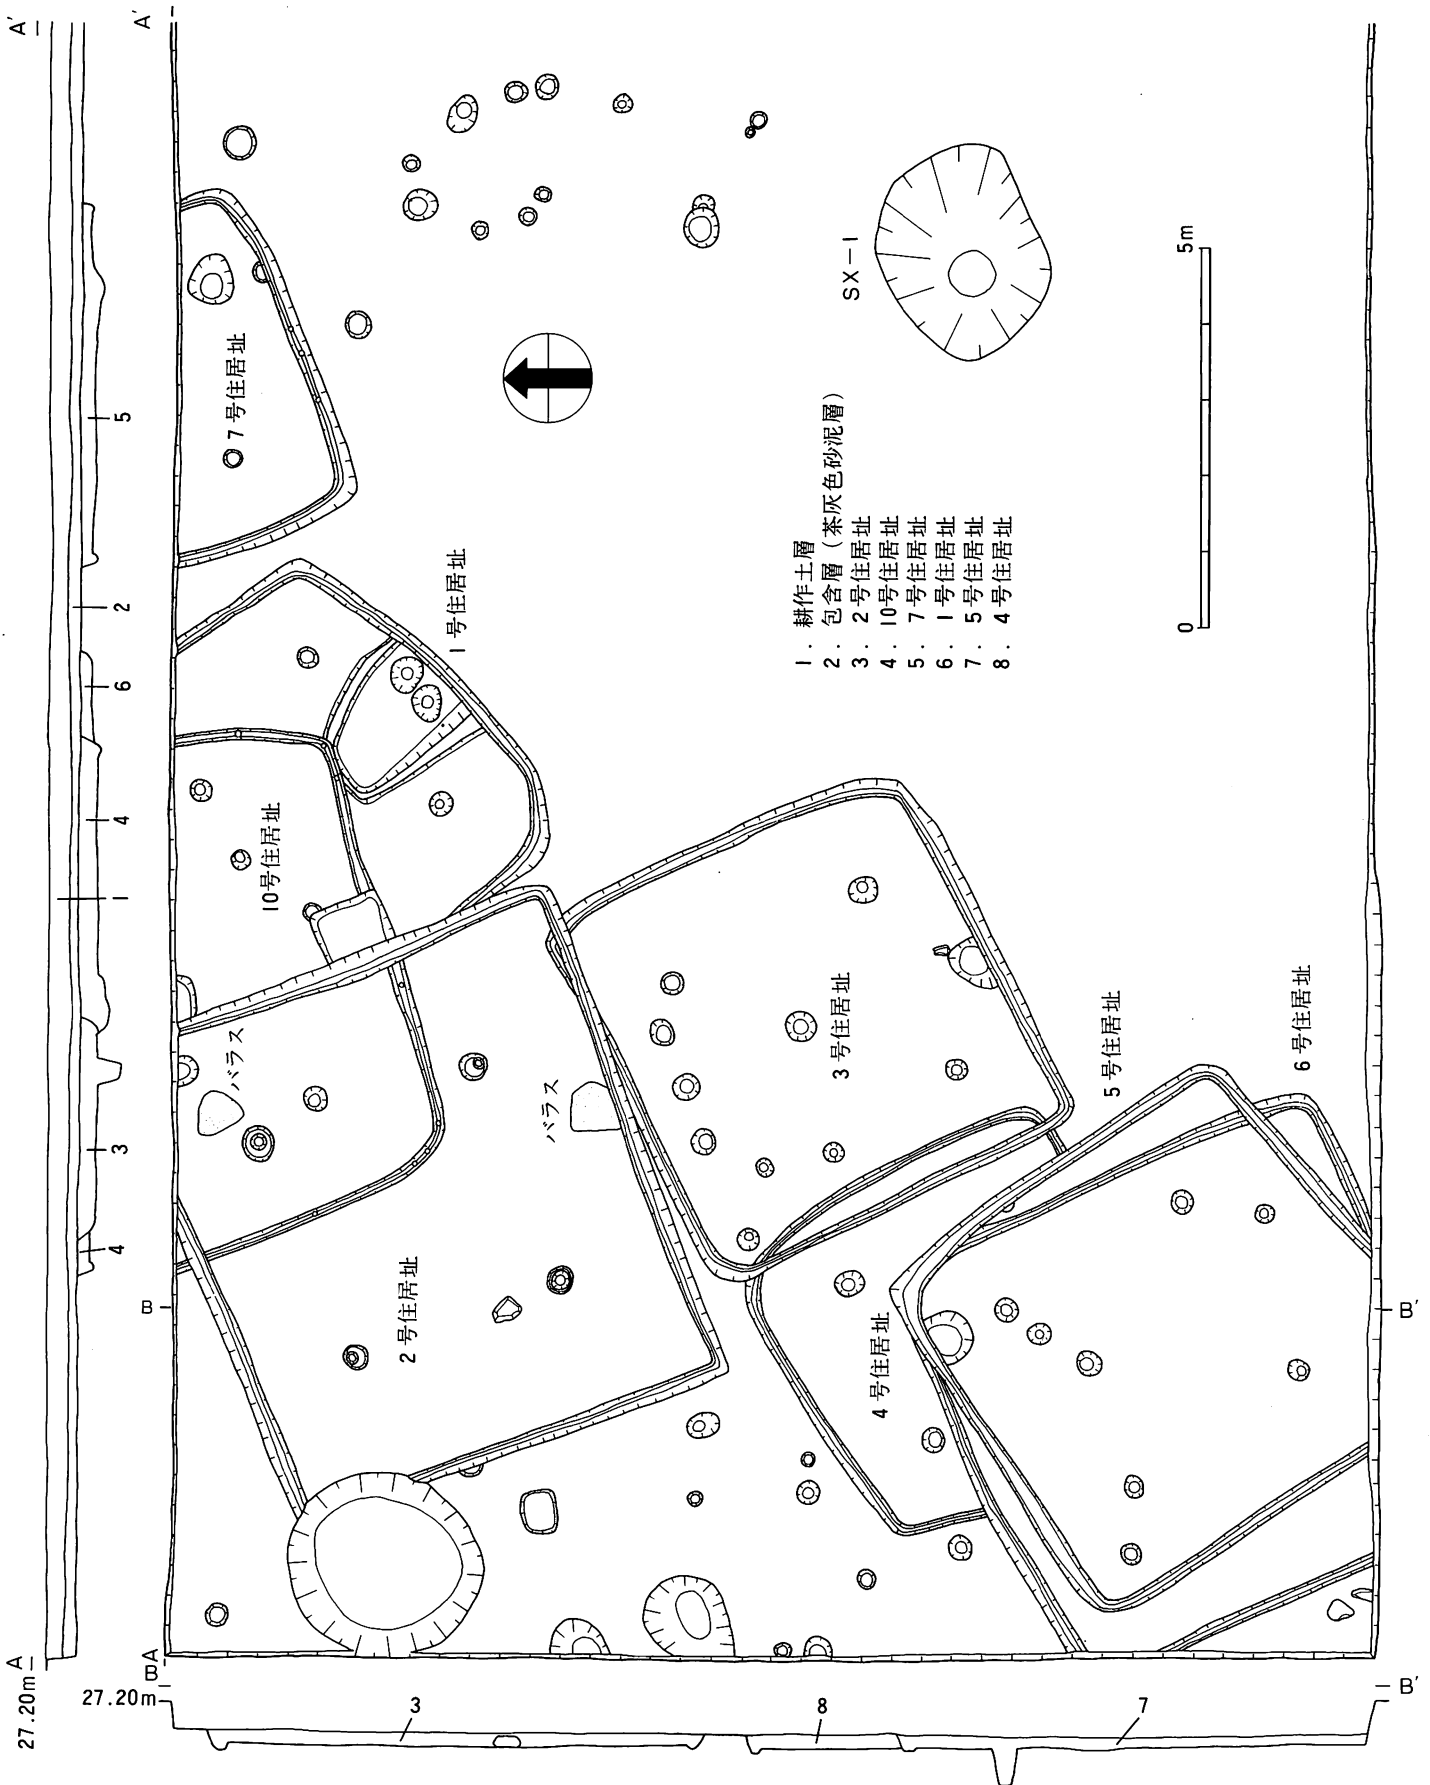 A′
A′
7号住居址
5
SX-1
5m
0
1号住居址
2
6
1. 耕作土層
2. 包含層（茶灰色砂泥層）
3. 2号住居址
4. 10号住居址
5. 7号住居址
6. 1号住居址
7. 5号住居址
8. 4号住居址
4
10号住居址
1
バラス
バラス
3号住居址
5号住居址
6号住居址
3
4
B
2号住居址
4号住居址
B′
A
27.20m
A
B
27.20m
3
8
7
B′